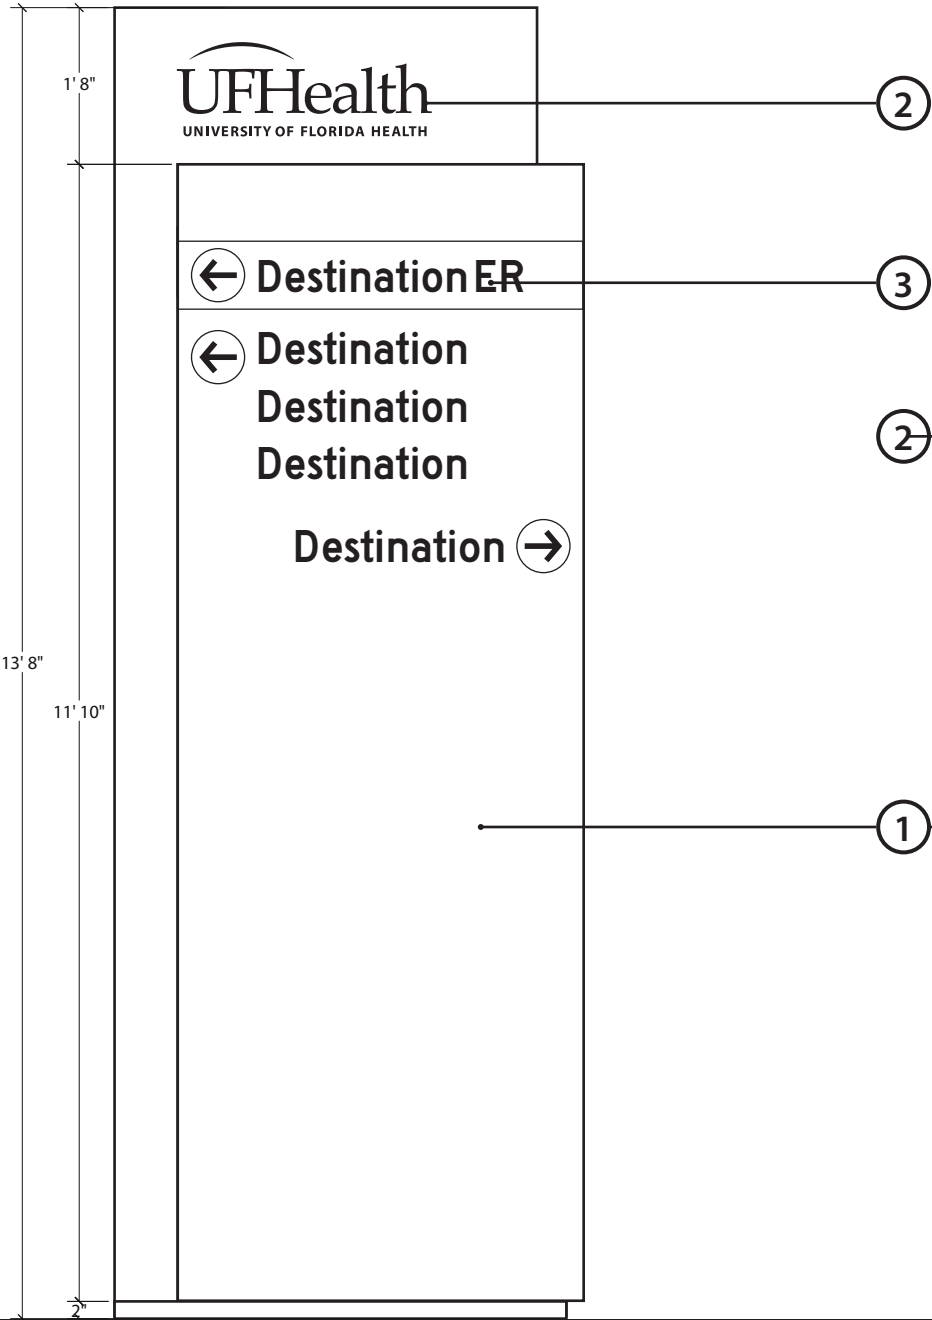 1' 8"
UFHealth
UNIVERSITY OF FLORIDA HEALTH
2
Destination ER
3
Destination
Destination
2
Destination
Destination
13' 8"
11' 10"
1
2"